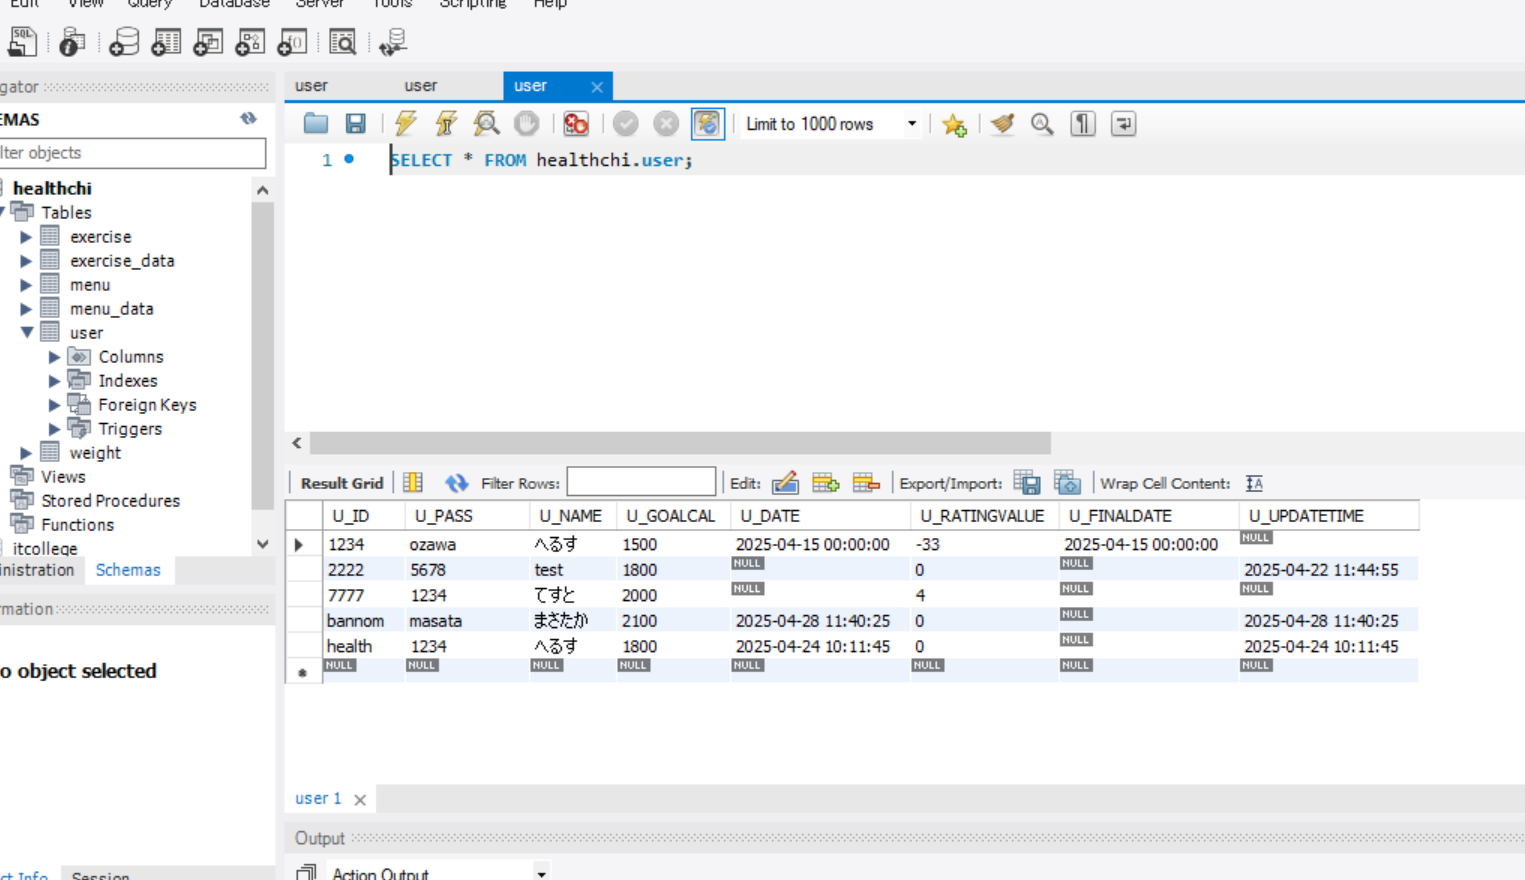 Edit View Query Database Server Tools Scripting Help
SQL
gator
EMAS
lter objects
healthchi
Tables
exercise
exercise_data
menu
menu_data
user
Columns
Indexes
Foreign Keys
Triggers
weight
Views
Stored Procedures
Functions
itcollege
inistration Schemas
rmation
o object selected
ct Info Session
user user user
Limit to 1000 rows
1 SELECT * FROM healthchi.user;
Result Grid Filter Rows: Edit: Export/Import: Wrap Cell Content:
U_ID U_PASS U_NAME U_GOALCAL U_DATE U_RATINGVALUE U_FINALDATE U_UPDATETIME
1234 ozawa へるす 1500 2025-04-15 00:00:00 -33 2025-04-15 00:00:00 NULL
2222 5678 test 1800 NULL 0 NULL 2025-04-22 11:44:55
7777 1234 てすと 2000 NULL 4 NULL NULL
bannom masata まさたか 2100 2025-04-28 11:40:25 0 NULL 2025-04-28 11:40:25
health 1234 へるす 1800 2025-04-24 10:11:45 0 NULL 2025-04-24 10:11:45
NULL NULL NULL NULL NULL NULL NULL NULL
user 1
Output
Action Output